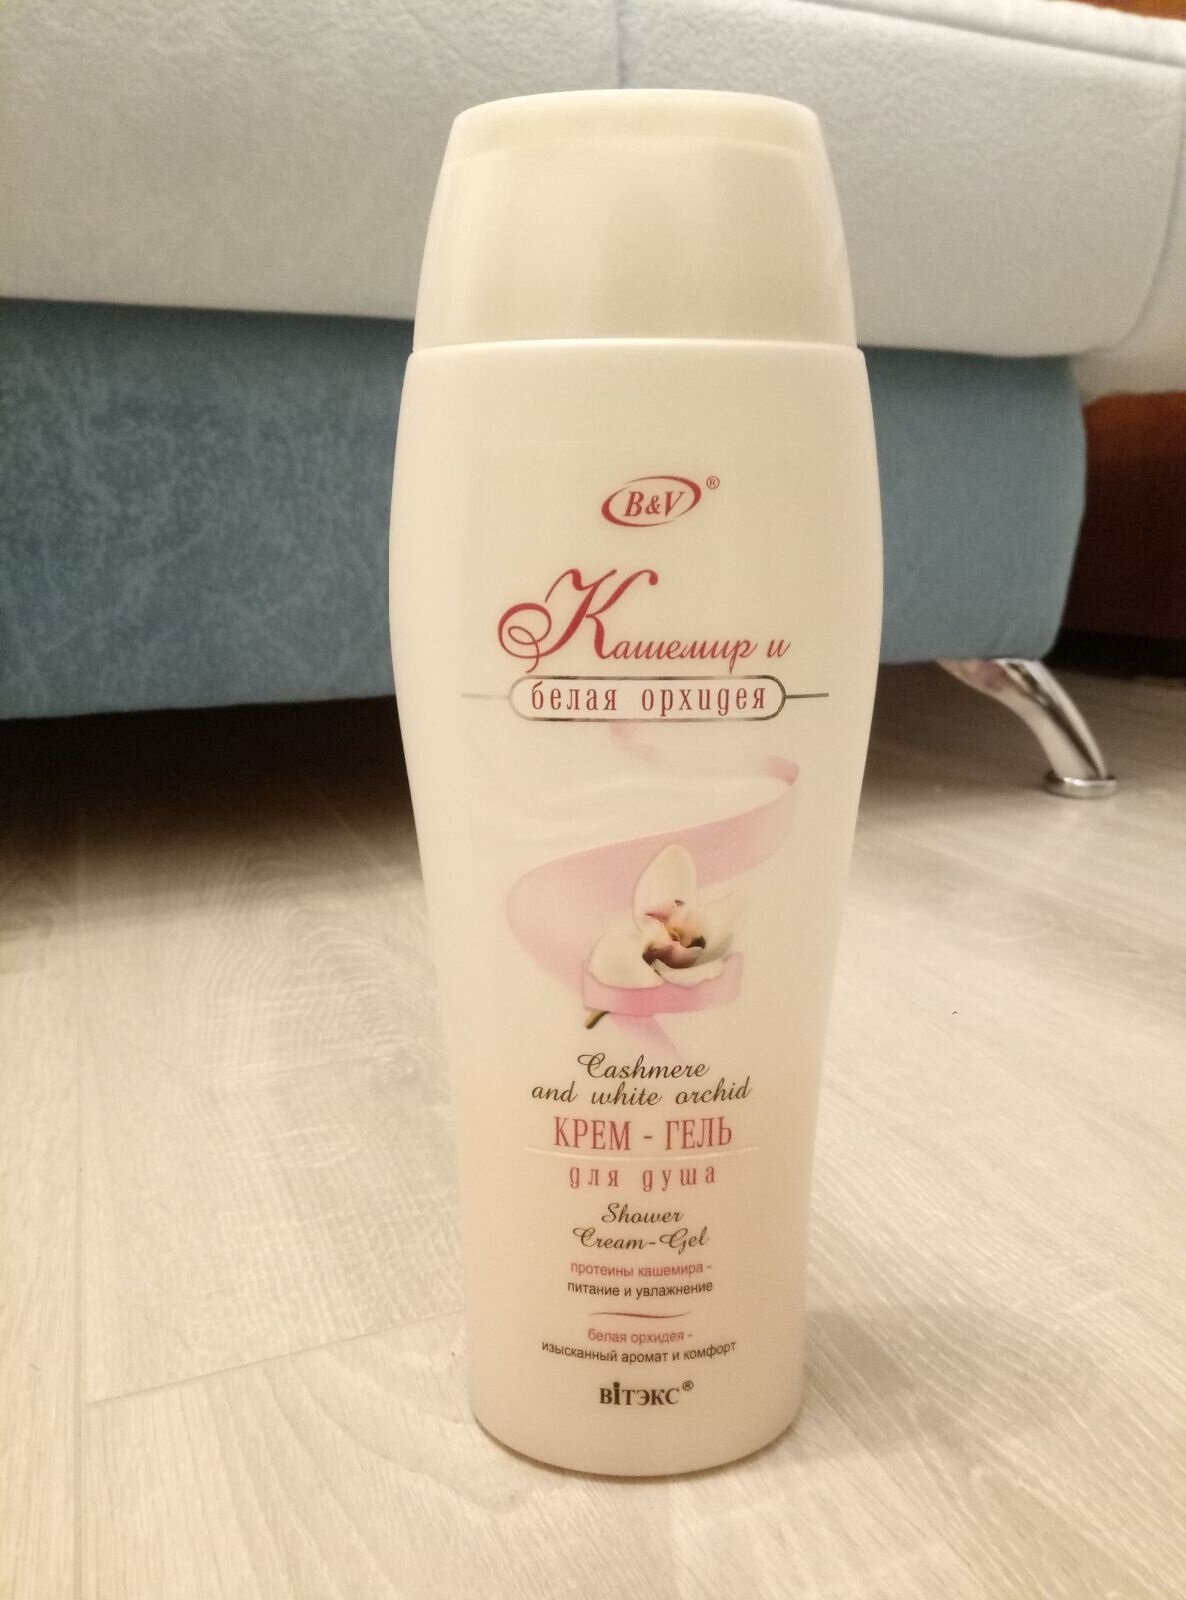 B&V®
Кашемир и
белая орхидея
Cashmere
and white orchid
КРЕМ - ГЕЛЬ
для душа
Shower
Cream-Gel
протеины кашемира -
питание и увлажнение
белая орхидея -
изысканный аромат и комфорт
вiтэкс®